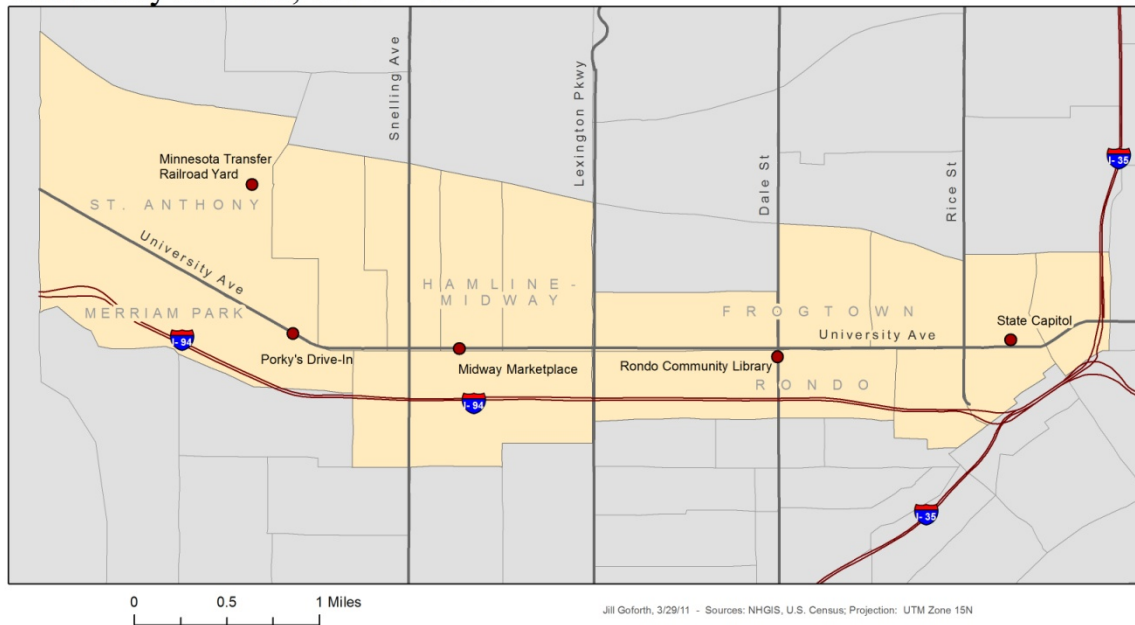 Snelling Ave
Lexington Pkwy
Dale St
Rice St
I- 35
Minnesota Transfer
Railroad Yard
ST. ANTHONY
University Ave
HAMLINE-
MIDWAY
FROGTOWN
MERRIAM PARK
State Capitol
University Ave
I- 94
Porky's Drive-In
Midway Marketplace
Rondo Community Library
RONDO
I- 94
I- 35
0 0.5 1 Miles
Jill Goforth, 3/29/11 - Sources: NHGIS, U.S. Census; Projection: UTM Zone 15N